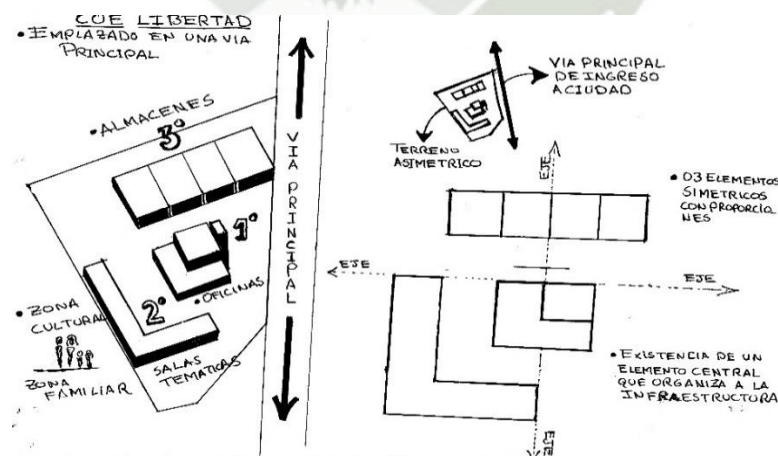 COE LIBERTAD
• EMPLAZADO EN UNA VIA
PRINCIPAL
• ALMACENES
3°
1°
• OFICINAS
2°
• ZONA
CULTURAL
ZONA
FAMILIAR
SALAS
TEMATICAS
VIA PRINCIPAL
VIA PRINCIPAL
DE INGRESO
A CIUDAD
TERRENO
ASIMETRICO
EJE
• 03 ELEMENTOS
SIMETRICOS
CON PROPORCIO
NES
EJE
EJE
• EXISTENCIA DE UN
ELEMENTO CENTRAL
QUE ORGANIZA A LA
INFRAESTRUCTURA
EJE